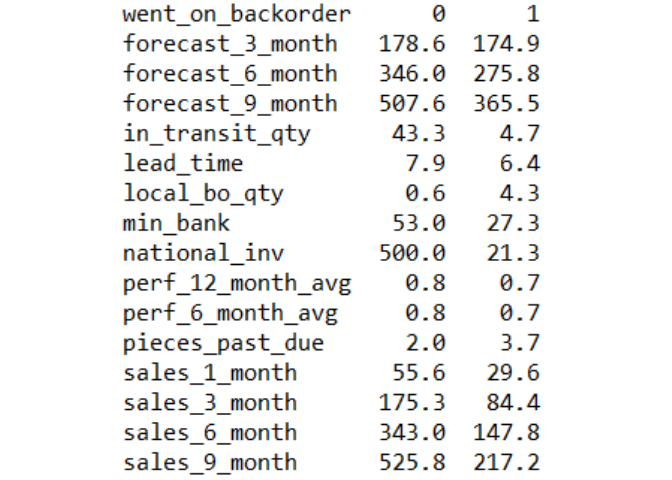 went_on_backorder 0 1
forecast_3_month 178.6 174.9
forecast_6_month 346.0 275.8
forecast_9_month 507.6 365.5
in_transit_qty 43.3 4.7
lead_time 7.9 6.4
local_bo_qty 0.6 4.3
min_bank 53.0 27.3
national_inv 500.0 21.3
perf_12_month_avg 0.8 0.7
perf_6_month_avg 0.8 0.7
pieces_past_due 2.0 3.7
sales_1_month 55.6 29.6
sales_3_month 175.3 84.4
sales_6_month 343.0 147.8
sales_9_month 525.8 217.2